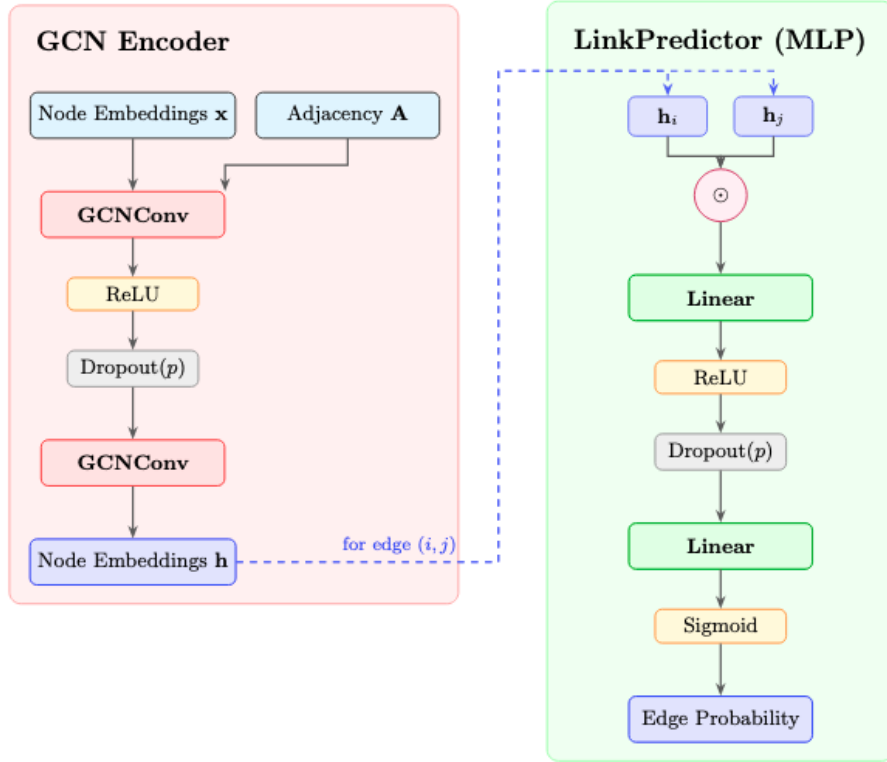 GCN Encoder
Node Embeddings x
Adjacency A
GCNConv
ReLU
Dropout(p)
GCNConv
Node Embeddings h
for edge (i, j)
LinkPredictor (MLP)
h_i
h_j
⊙
Linear
ReLU
Dropout(p)
Linear
Sigmoid
Edge Probability